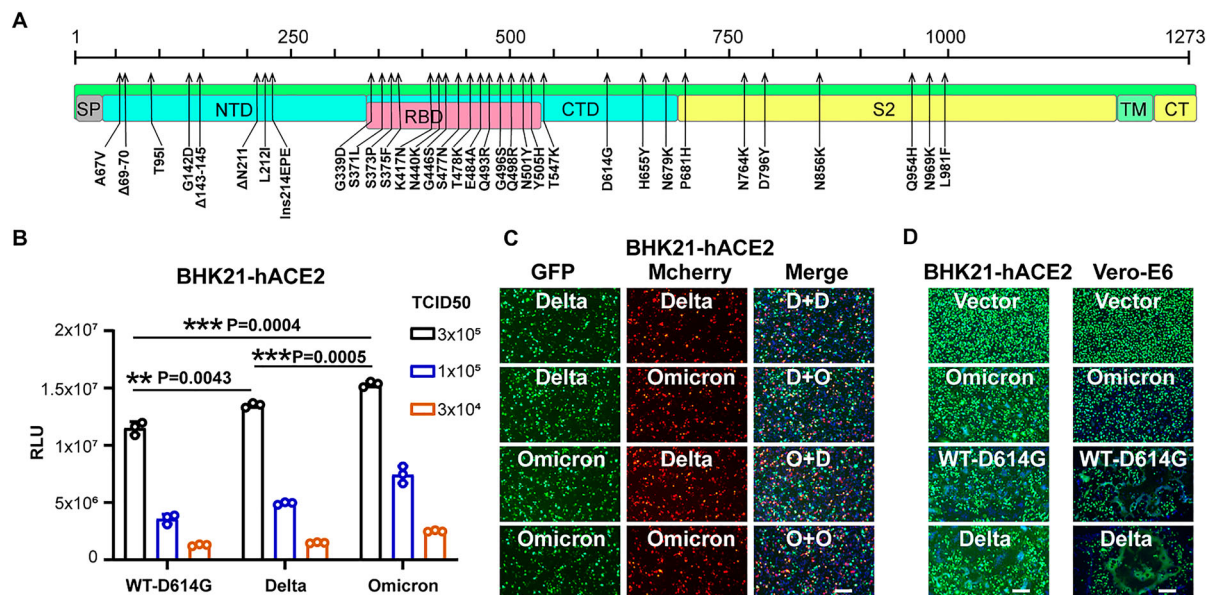 A
1 250 500 750 1000 1273
SP NTD RBD CTD S2 TM CT
A67V
Δ69-70
T95I
G142D
Δ143-145
ΔN211
L212I
Ins214EPE
G339D
S371L
S373P
S375F
K417N
N440K
G446S
S477N
T478K
E484A
Q493R
G496S
Q498R
N501Y
Y505H
T547K
D614G
H655Y
N679K
P681H
N764K
D796Y
N856K
Q954H
N969K
L981F
B
BHK21-hACE2
RLU
2x10⁷
1.5x10⁷
1x10⁷
5x10⁶
0
*** P=0.0004
***P=0.0005
** P=0.0043
TCID50
3x10⁵
1x10⁵
3x10⁴
WT-D614G Delta Omicron
C
BHK21-hACE2
GFP Mcherry Merge
Delta Delta D+D
Delta Omicron D+O
Omicron Delta O+D
Omicron Omicron O+O
D
BHK21-hACE2 Vero-E6
Vector Vector
Omicron Omicron
WT-D614G WT-D614G
Delta Delta